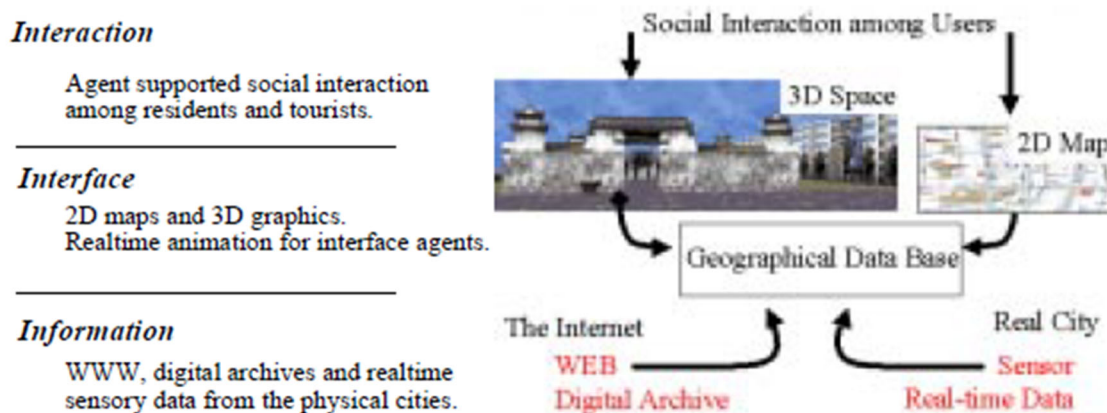 Interaction
Agent supported social interaction
among residents and tourists.
Interface
2D maps and 3D graphics.
Realtime animation for interface agents.
Information
WWW, digital archives and realtime
sensory data from the physical cities.
Social Interaction among Users
3D Space
2D Map
Geographical Data Base
The Internet
WEB
Digital Archive
Real City
Sensor
Real-time Data